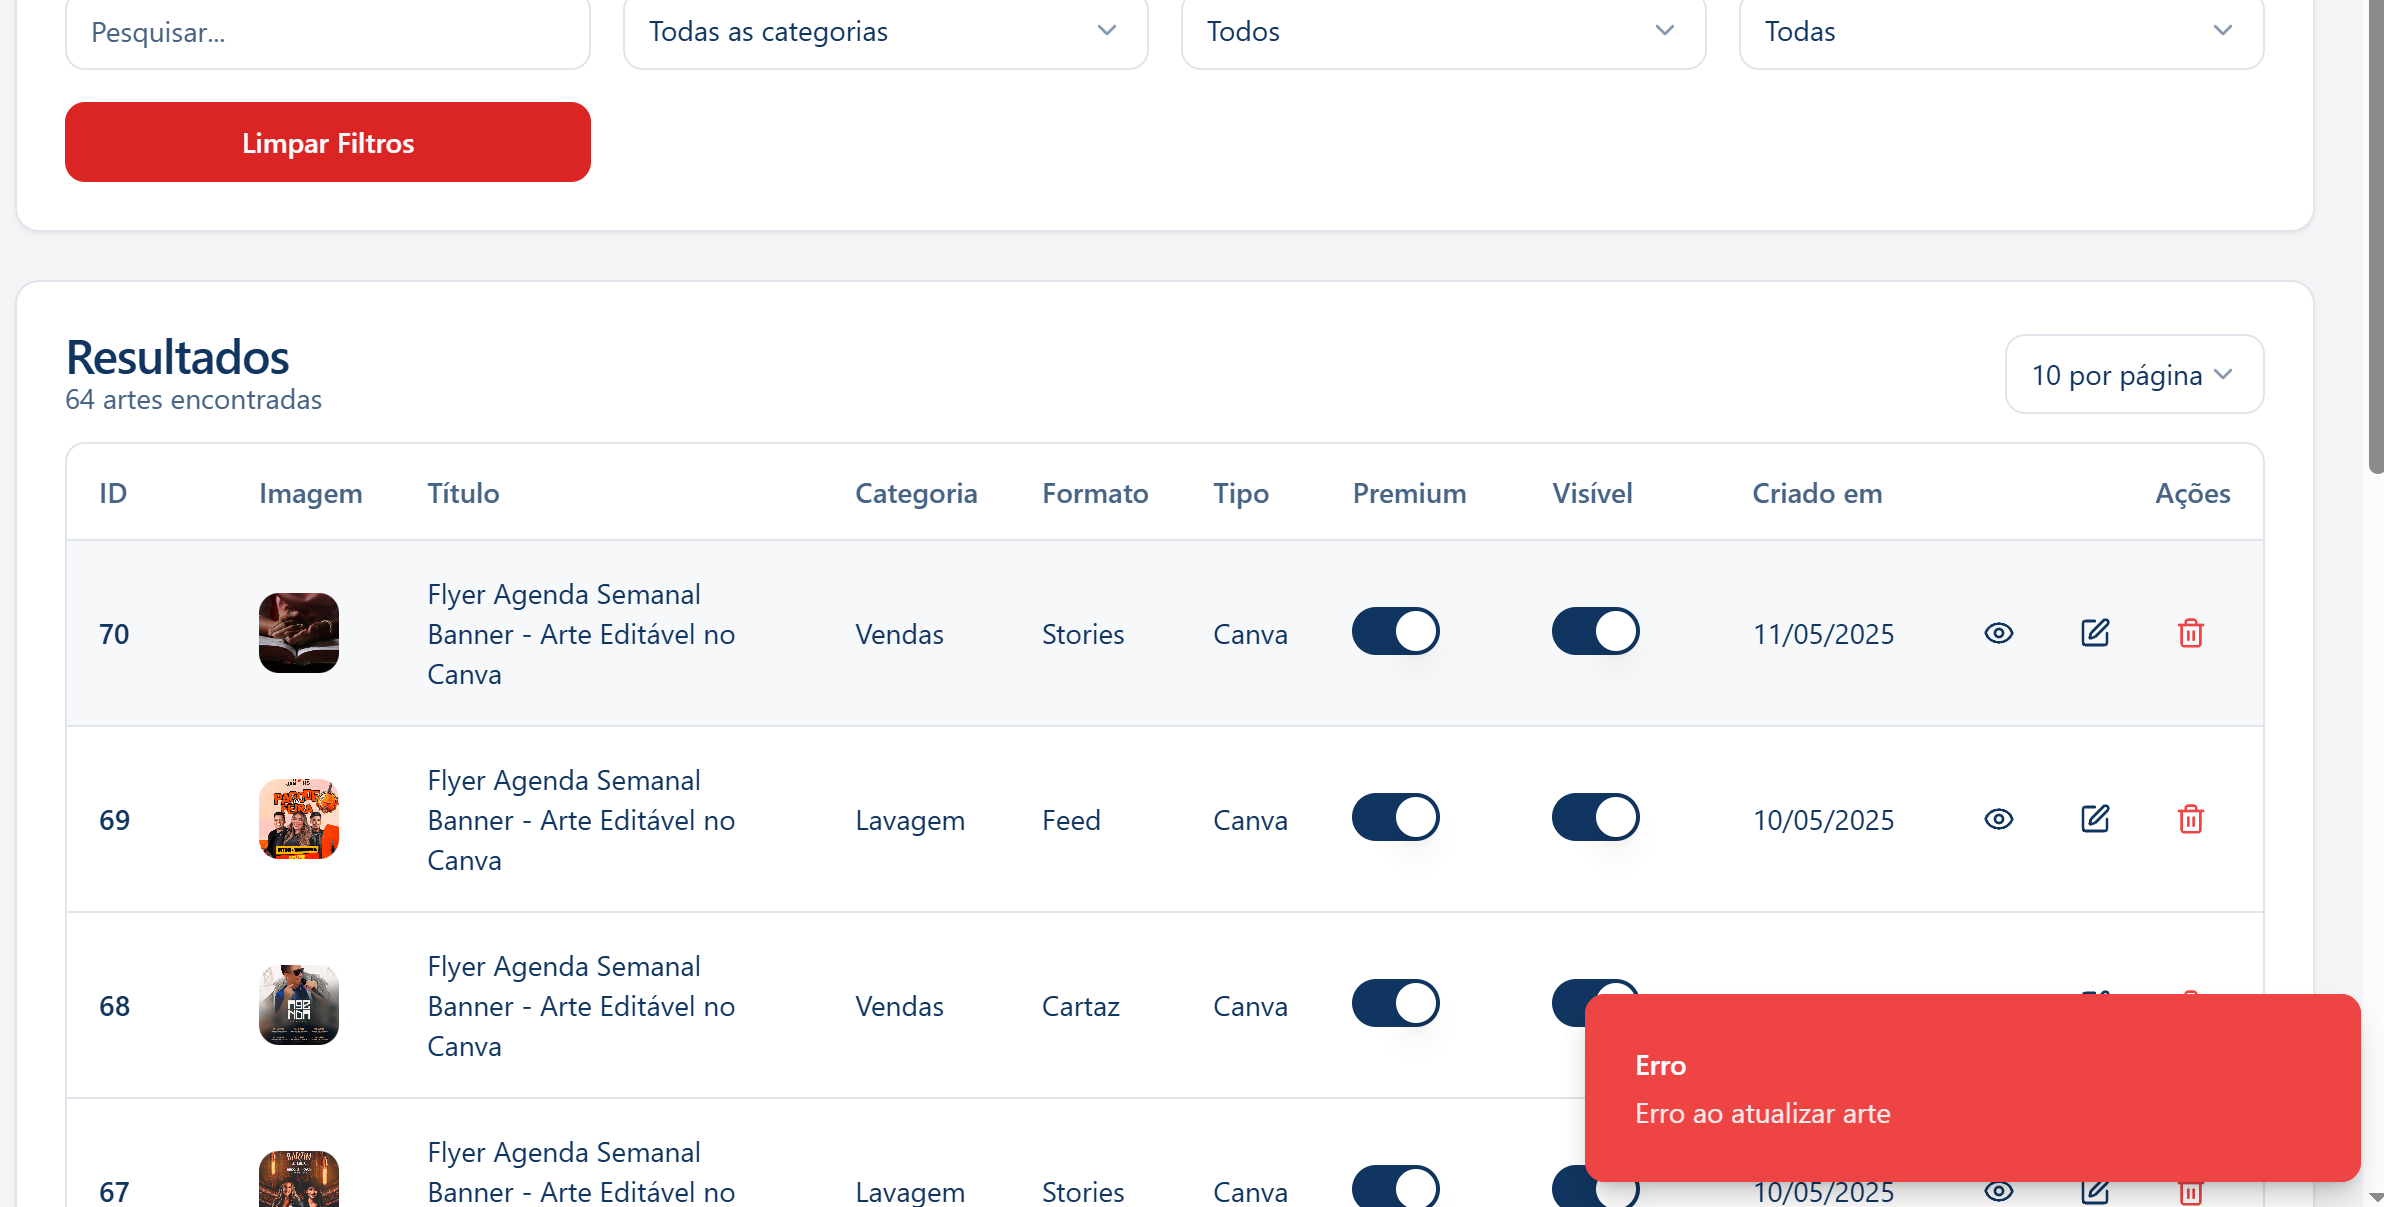 Pesquisar...
Todas as categorias
Todos
Todas
Limpar Filtros
Resultados
64 artes encontradas
10 por página
ID Imagem Título Categoria Formato Tipo Premium Visível Criado em Ações
Flyer Agenda Semanal
70 Banner - Arte Editável no Vendas Stories Canva 11/05/2025
Canva
Flyer Agenda Semanal
69 Banner - Arte Editável no Lavagem Feed Canva 10/05/2025
Canva
Flyer Agenda Semanal
68 Banner - Arte Editável no Vendas Cartaz Canva
Canva
Erro
Erro ao atualizar arte
Flyer Agenda Semanal
67 Banner - Arte Editável no Lavagem Stories Canva 10/05/2025